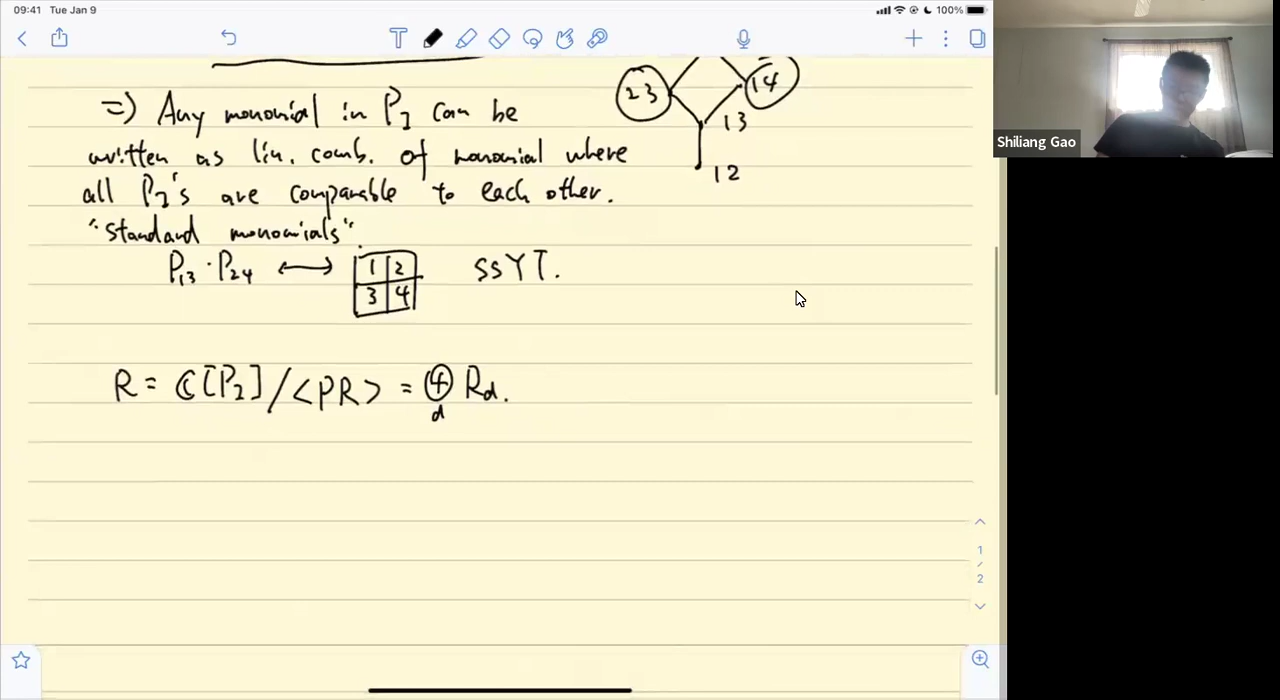 09:41 Tue Jan 9
100%
23
14
=) Any monomial in P_I can be
13
written as lin. comb. of monomial where
12
all P_I's are comparable to each other.
"standard monomials".
P_13 · P_24 ⟷ 1 2 SSYT.
3 4
R = ℂ[P_I]/<PR> = ⊕ R_d.
d
1
/
2
Shiliang Gao